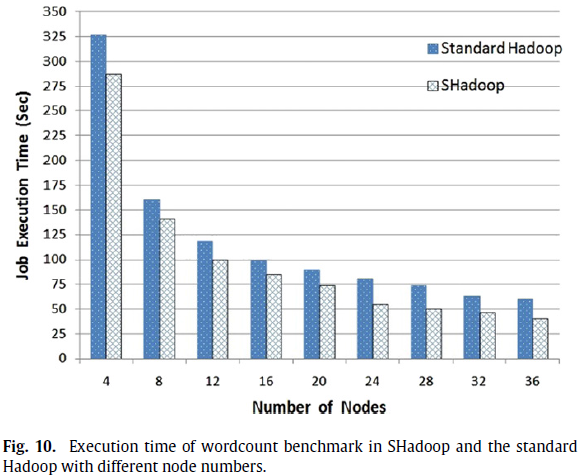 350
325
300
275
250
225
200
175
150
125
100
75
50
25
0
Job Execution Time (Sec)
Standard Hadoop
SHadoop
4 8 12 16 20 24 28 32 36
Number of Nodes
Fig. 10. Execution time of wordcount benchmark in SHadoop and the standard
Hadoop with different node numbers.